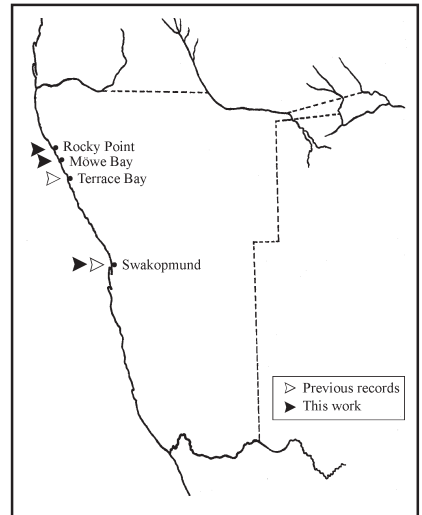 Rocky Point
Möwe Bay
Terrace Bay
Swakopmund
Previous records
This work